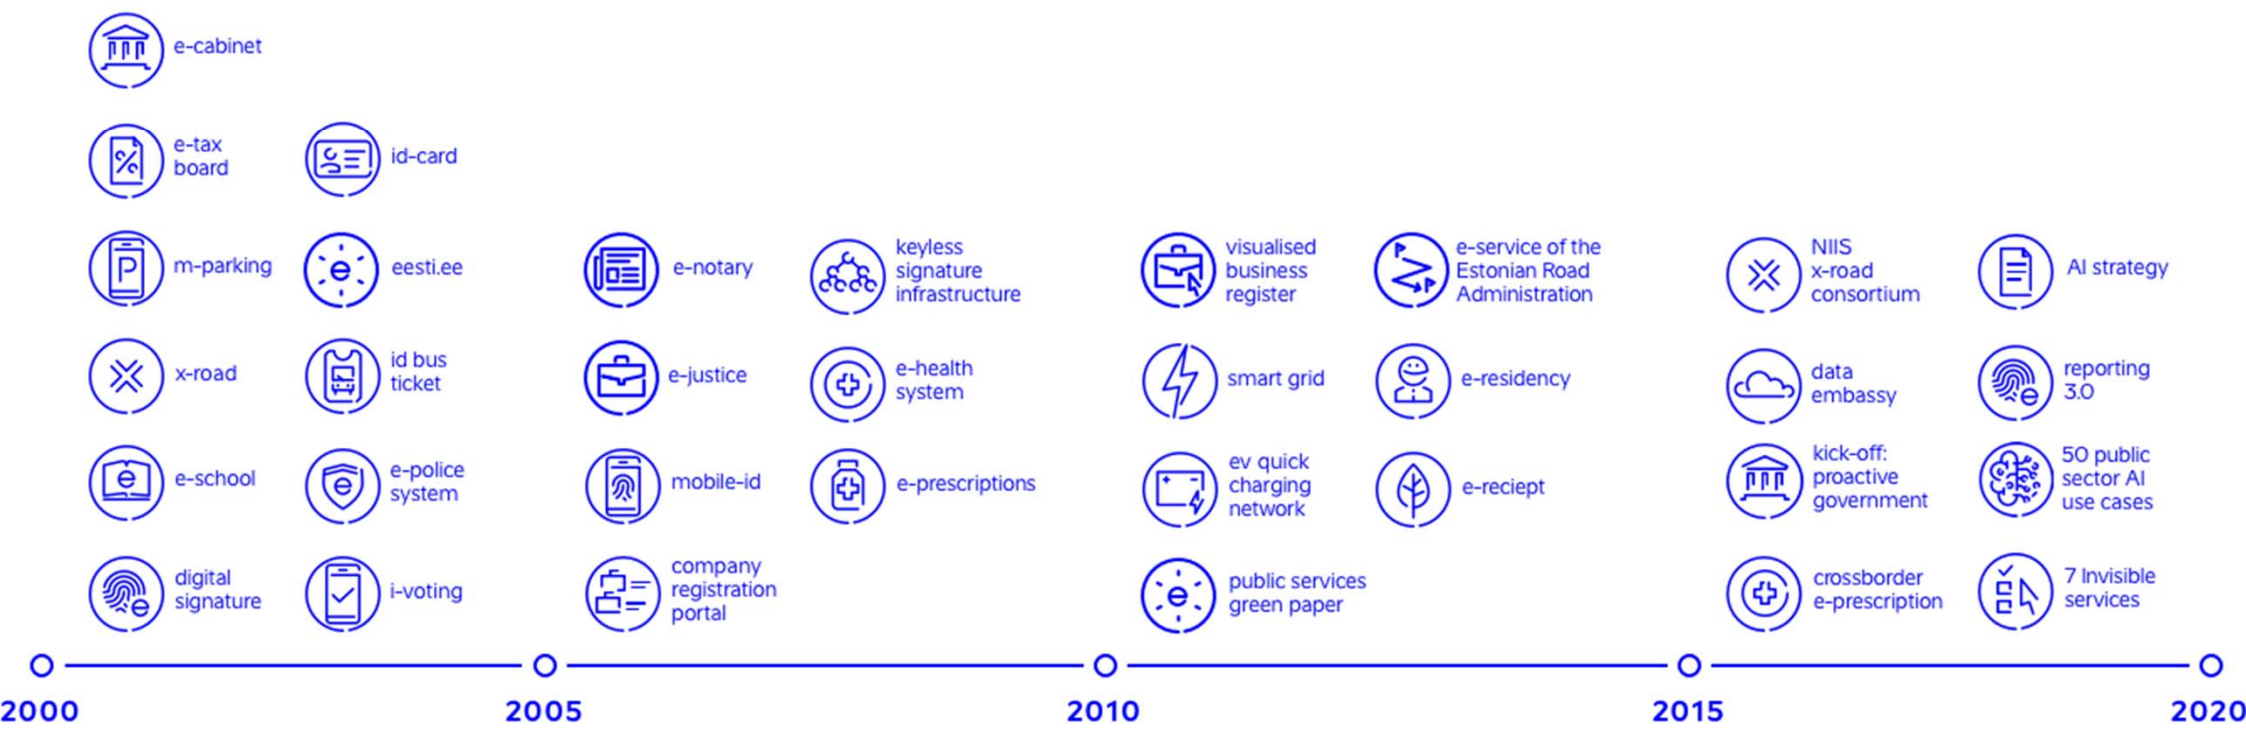 e-cabinet
e-tax
board
m-parking
x-road
e-school
digital
signature
id-card
eesti.ee
id bus
ticket
e-police
system
i-voting
e-notary
e-justice
mobile-id
company
registration
portal
keyless
signature
infrastructure
e-health
system
e-prescriptions
visualised
business
register
smart grid
ev quick
charging
network
public services
green paper
e-service of the
Estonian Road
Administration
e-residency
e-reciept
NIIS
x-road
consortium
data
embassy
kick-off:
proactive
government
crossborder
e-prescription
AI strategy
reporting
3.0
50 public
sector AI
use cases
7 Invisible
services
2000
2005
2010
2015
2020